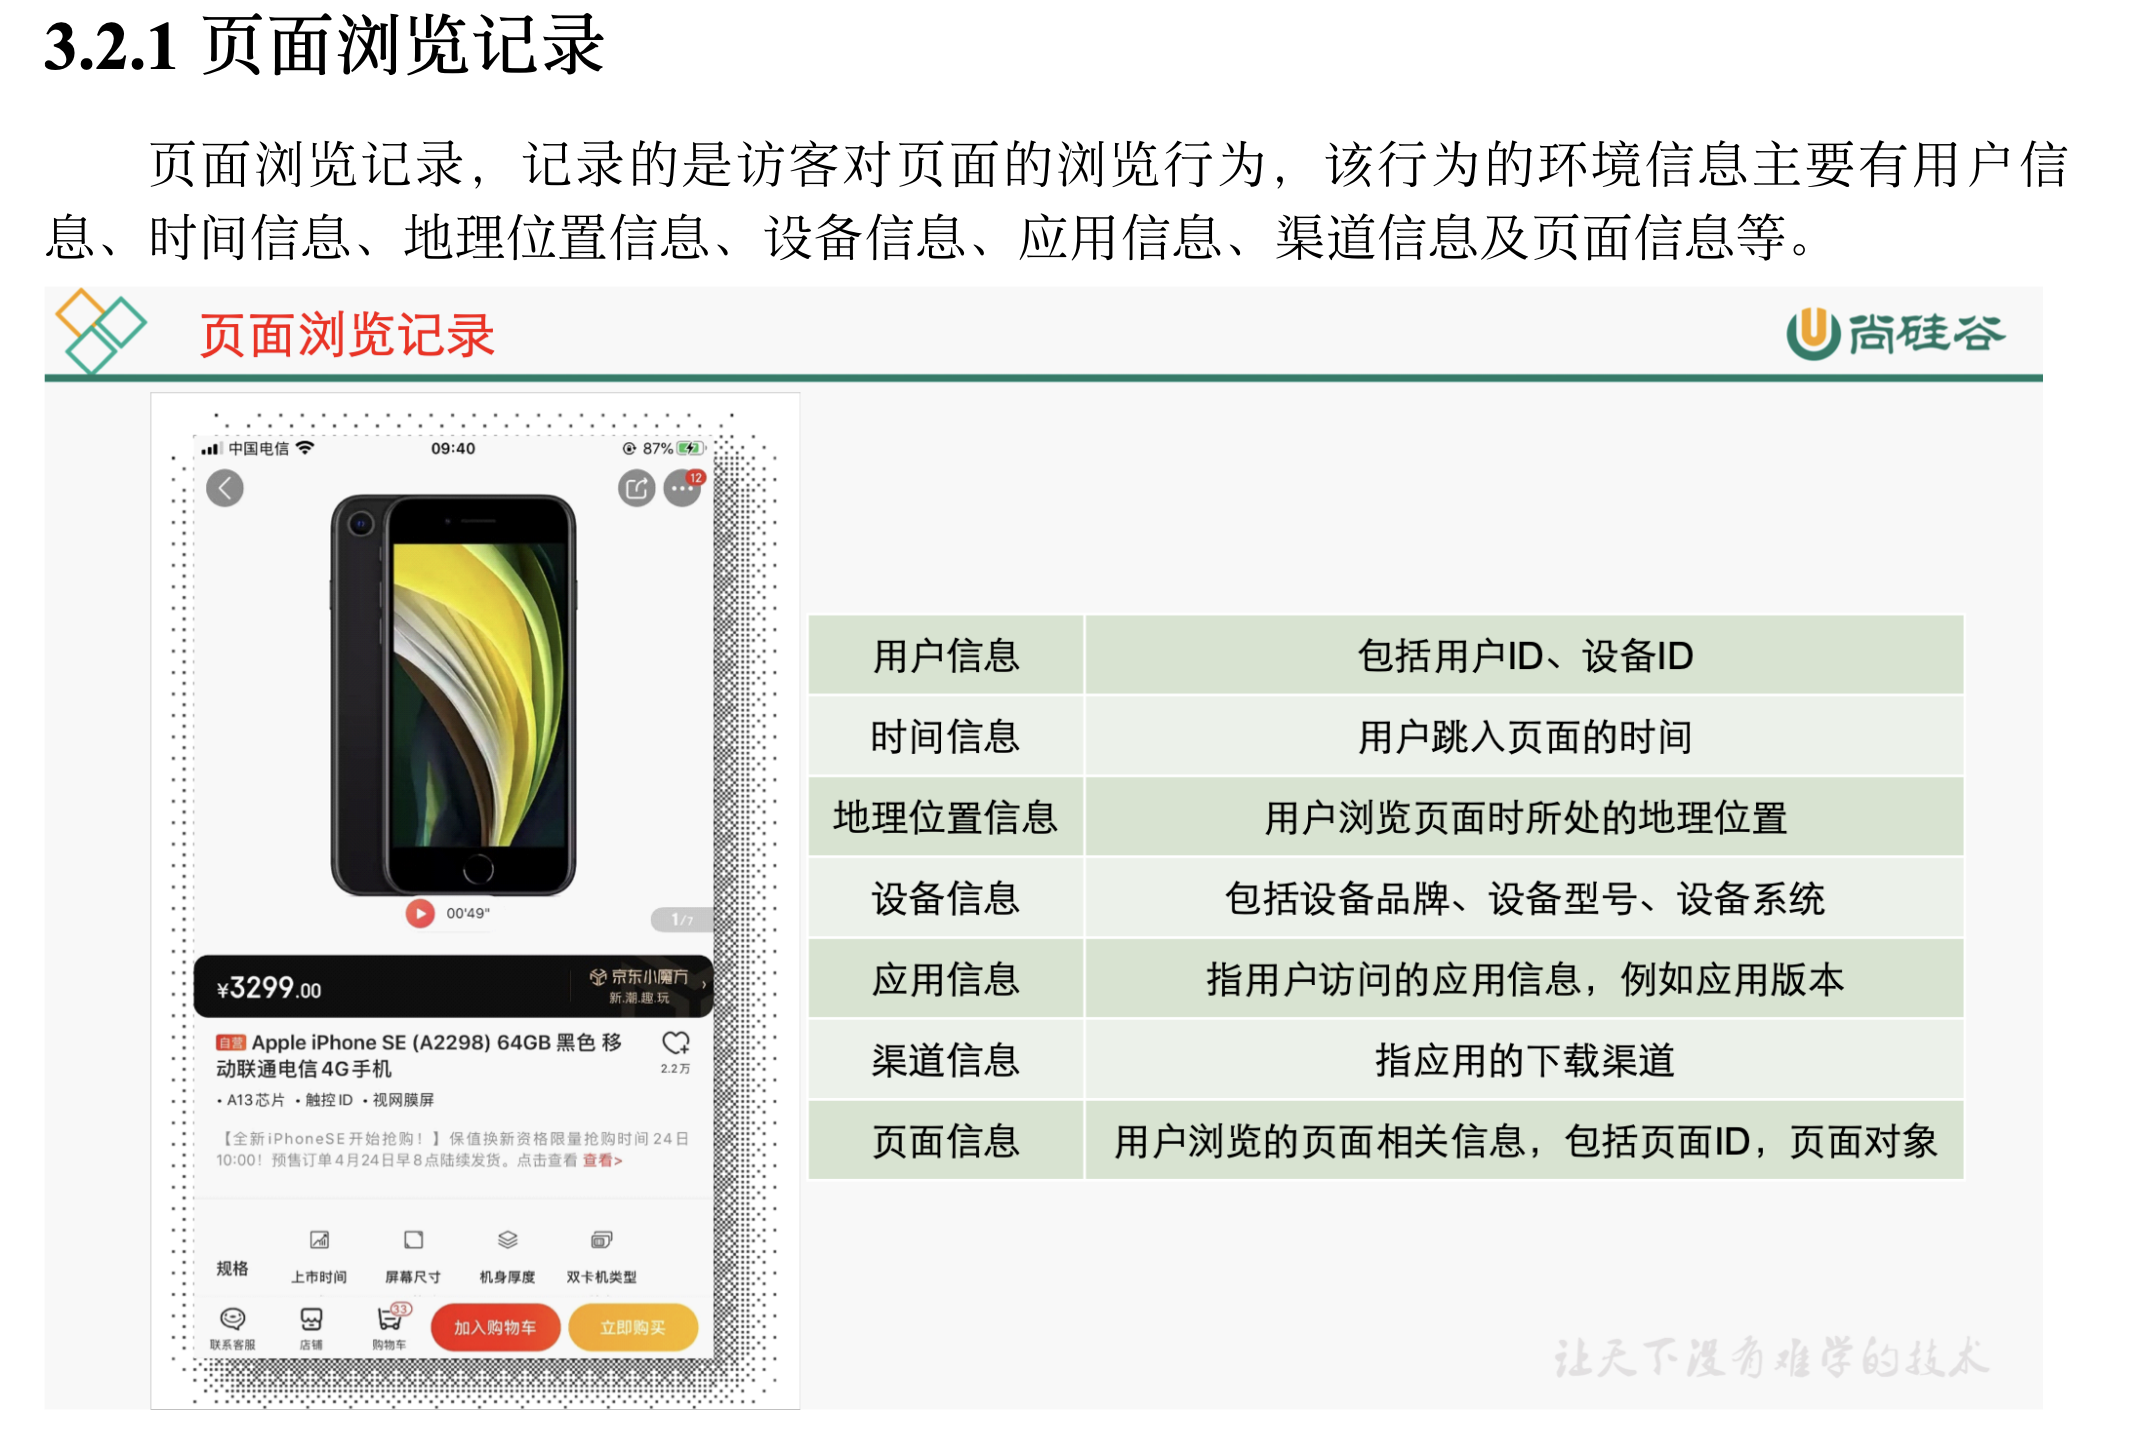 3.2.1 页面浏览记录
页面浏览记录，记录的是访客对页面的浏览行为，该行为的环境信息主要有用户信
息、时间信息、地理位置信息、设备信息、应用信息、渠道信息及页面信息等。
页面浏览记录
尚硅谷
中国电信 09:40 87%
12
00'49"
1/7
¥3299.00
京东小魔方
新.潮.趣.玩
自营 Apple iPhone SE (A2298) 64GB 黑色 移
动联通电信4G手机
2.2万
·A13芯片 ·触控ID ·视网膜屏
【全新iPhoneSE开始抢购！】保值换新资格限量抢购时间24日
10:00！预售订单4月24日早8点陆续发货。点击查看 查看>
规格 上市时间 屏幕尺寸 机身厚度 双卡机类型
33
联系客服 店铺 购物车 加入购物车 立即购买
用户信息 包括用户ID、设备ID
时间信息 用户跳入页面的时间
地理位置信息 用户浏览页面时所处的地理位置
设备信息 包括设备品牌、设备型号、设备系统
应用信息 指用户访问的应用信息，例如应用版本
渠道信息 指应用的下载渠道
页面信息 用户浏览的页面相关信息，包括页面ID，页面对象
让天下没有难学的技术